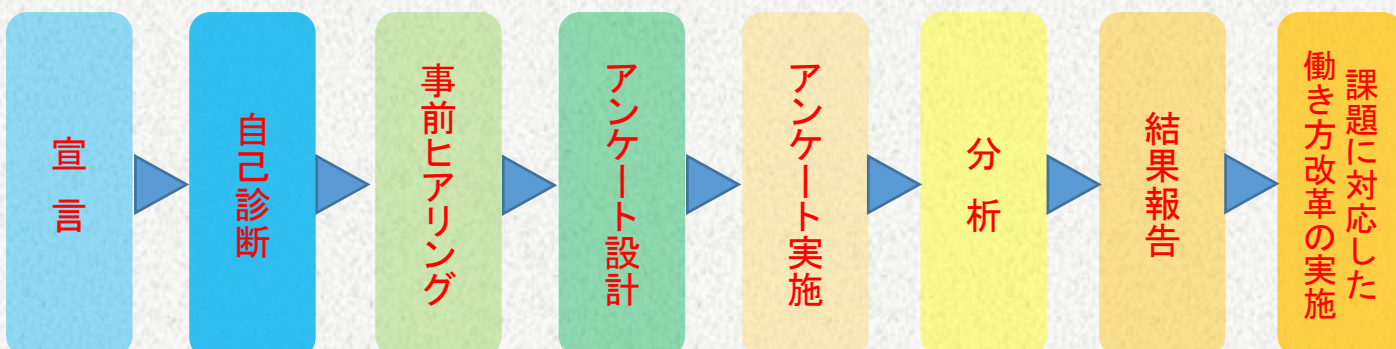 宣言
自己診断
事前ヒアリング
アンケート設計
アンケート実施
分析
結果報告
課題に対応した
働き方改革の実施